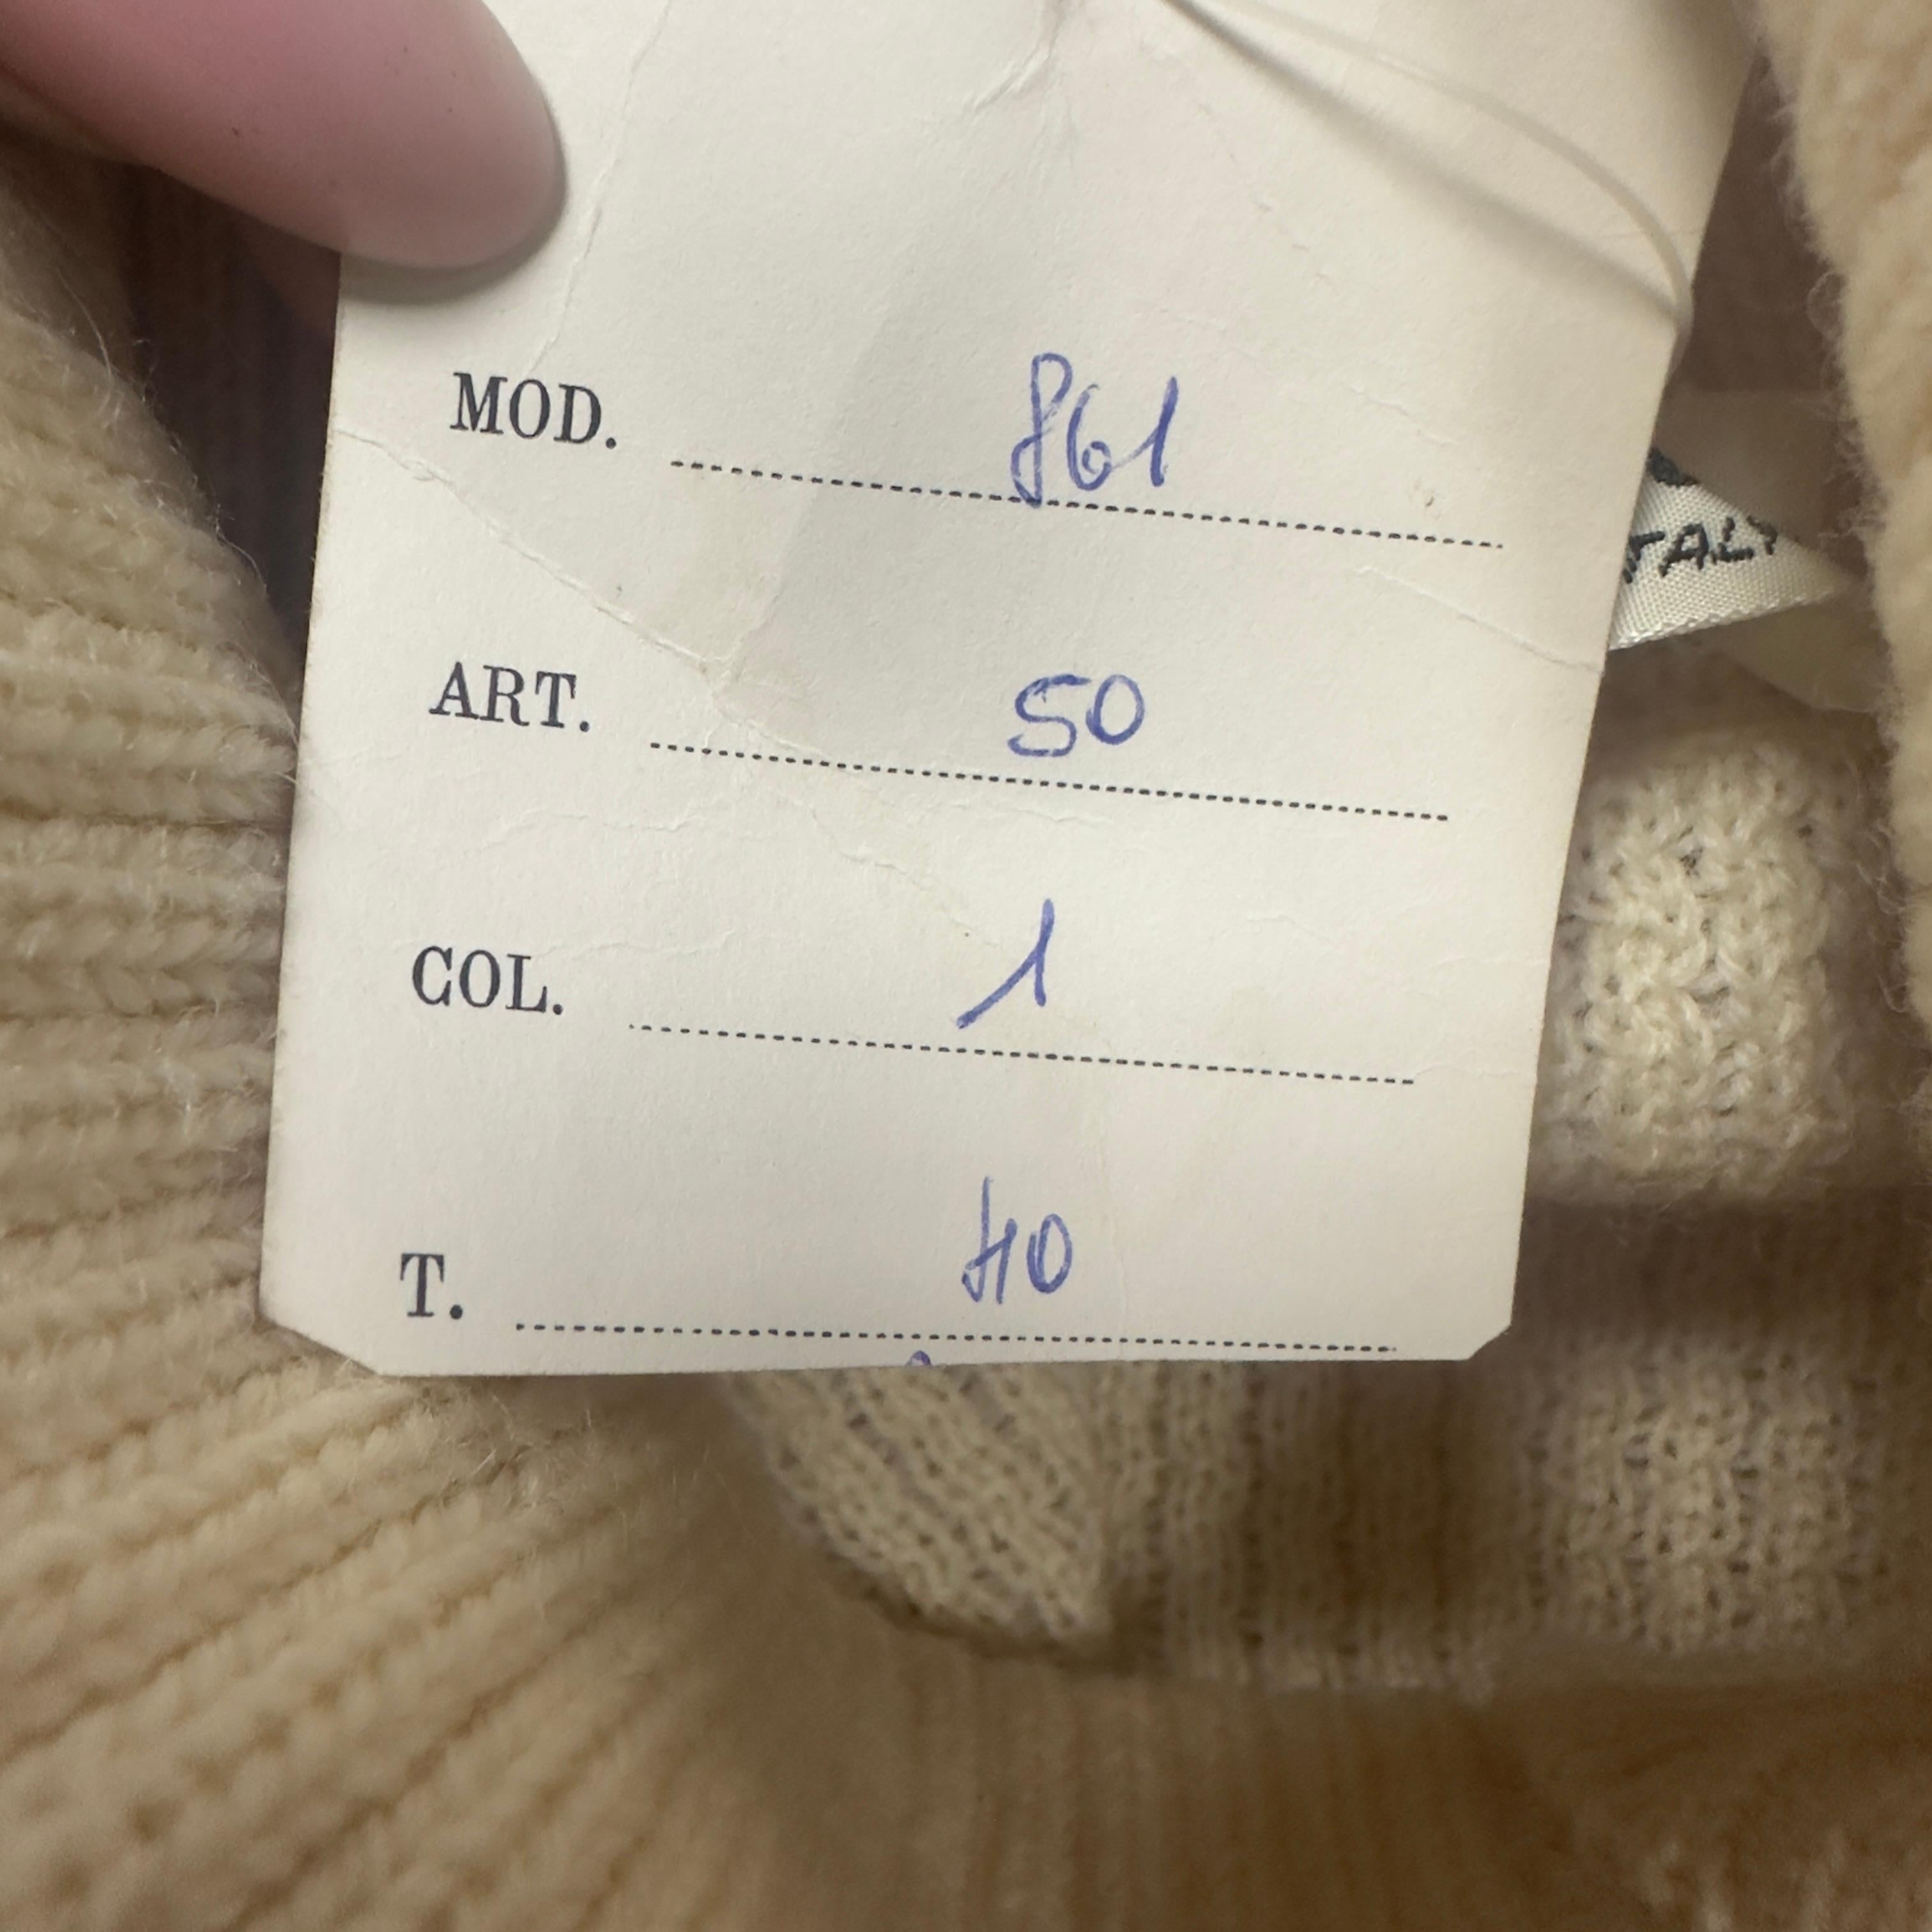 MOD. 861
ART. 50
COL. 1
T. 40